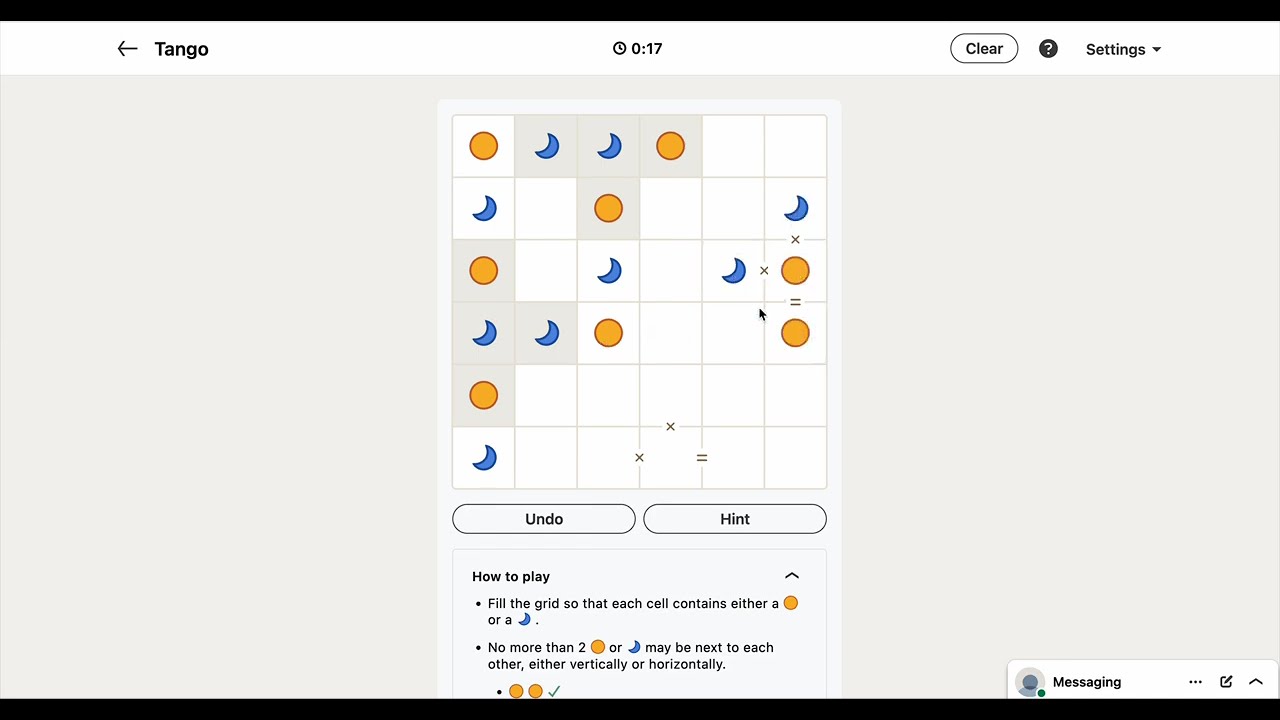 Tango
0:17
Clear
?
Settings
×
×
=
×
×
=
Undo
Hint
How to play
• Fill the grid so that each cell contains either a
or a .
• No more than 2 or may be next to each
other, either vertically or horizontally.
• ✓
Messaging